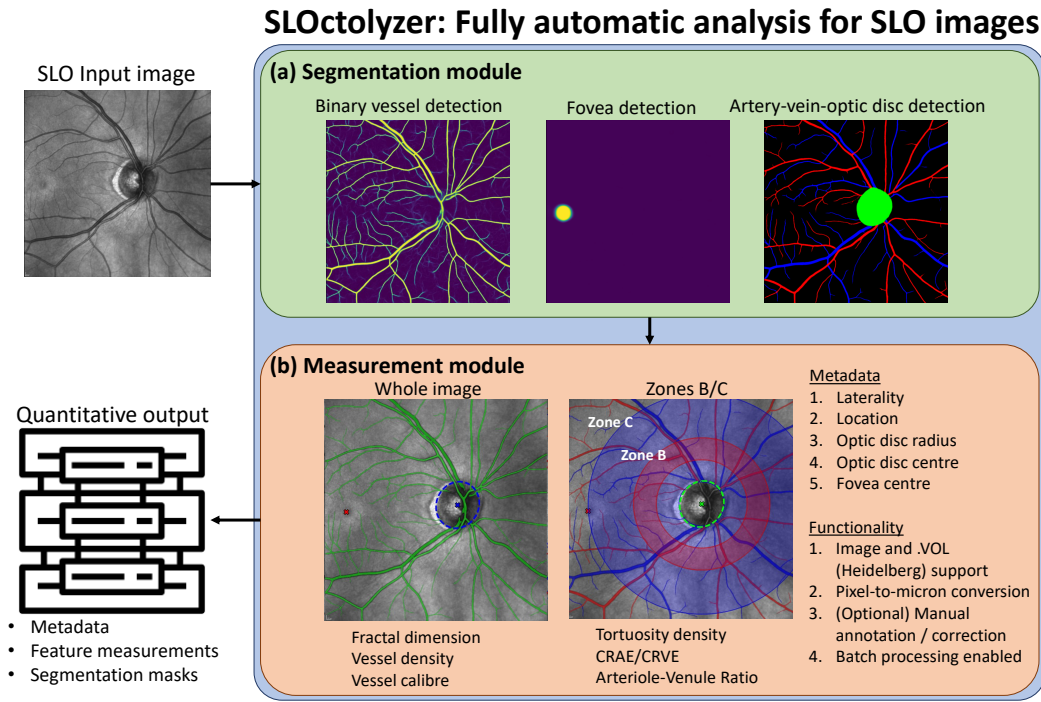 SLOctolyzer: Fully automatic analysis for SLO images
SLO Input image
(a) Segmentation module
Binary vessel detection
Fovea detection
Artery-vein-optic disc detection
(b) Measurement module
Whole image
Zones B/C
Zone C
Zone B
Fractal dimension
Vessel density
Vessel calibre
Tortuosity density
CRAE/CRVE
Arteriole-Venule Ratio
Metadata
1. Laterality
2. Location
3. Optic disc radius
4. Optic disc centre
5. Fovea centre
Functionality
1. Image and .VOL
(Heidelberg) support
2. Pixel-to-micron conversion
3. (Optional) Manual
annotation / correction
4. Batch processing enabled
Quantitative output
• Metadata
• Feature measurements
• Segmentation masks